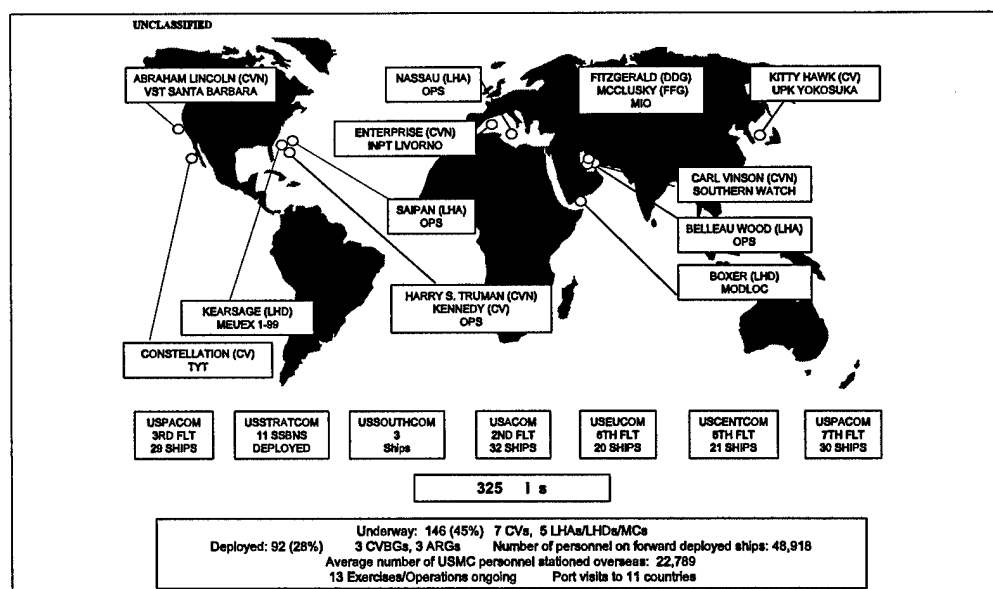 UNCLASSIFIED
ABRAHAM LINCOLN (CVN)
VST SANTA BARBARA
NASSAU (LHA)
OPS
FITZGERALD (DDG)
MCCLUSKY (FFG)
MIO
KITTY HAWK (CV)
UPK YOKOSUKA
ENTERPRISE (CVN)
INPT LIVORNO
CARL VINSON (CVN)
SOUTHERN WATCH
SAIPAN (LHA)
OPS
BELLEAU WOOD (LHA)
OPS
BOXER (LHD)
MODLOC
HARRY S. TRUMAN (CVN)
KENNEDY (CV)
OPS
KEARSAGE (LHD)
MEUEX 1-99
CONSTELLATION (CV)
TYT
USPACOM
3RD FLT
29 SHIPS
USSTRATCOM
11 SSBNS
DEPLOYED
USSOUTHCOM
3
Ships
USACOM
2ND FLT
32 SHIPS
USEUCOM
6TH FLT
20 SHIPS
USCENTCOM
5TH FLT
21 SHIPS
USPACOM
7TH FLT
30 SHIPS
325 i s
Underway: 146 (45%) 7 CVs, 5 LHAs/LHDs/MCs
Deployed: 92 (28%) 3 CVBGs, 3 ARGs Number of personnel on forward deployed ships: 48,918
Average number of USMC personnel stationed overseas: 22,789
13 Exercises/Operations ongoing Port visits to 11 countries